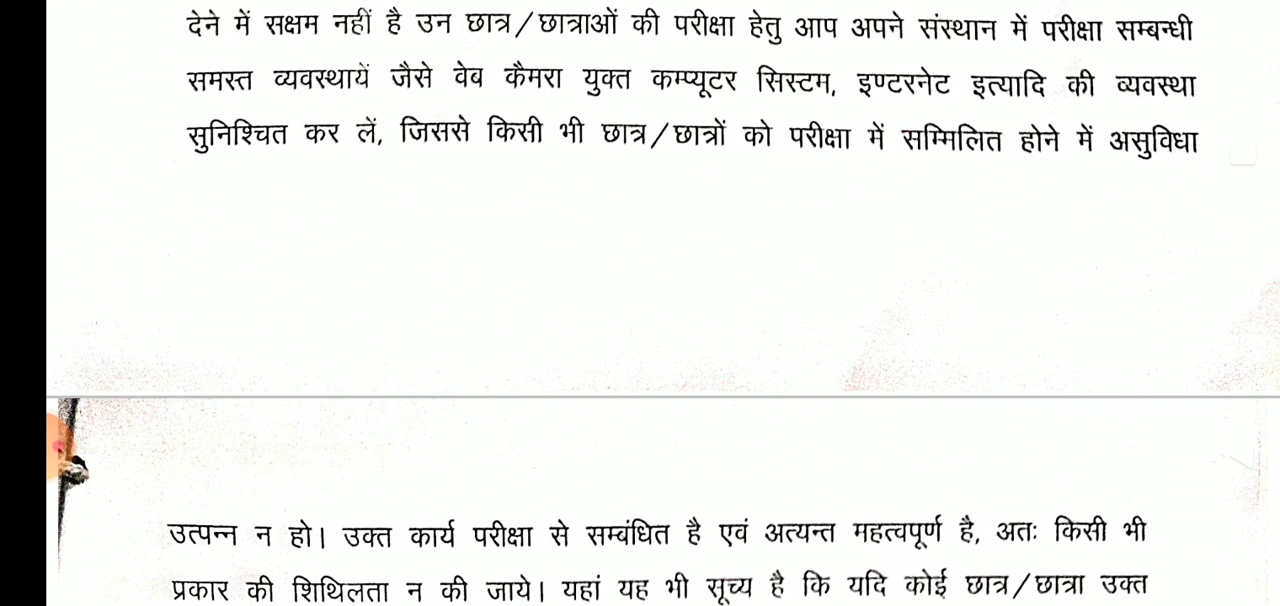 देने में सक्षम नहीं है उन छात्र/छात्राओं की परीक्षा हेतु आप अपने संस्थान में परीक्षा सम्बन्धी
समस्त व्यवस्थायें जैसे वेब कैमरा युक्त कम्प्यूटर सिस्टम, इण्टरनेट इत्यादि की व्यवस्था
सुनिश्चित कर लें, जिससे किसी भी छात्र/छात्रों को परीक्षा में सम्मिलित होने में असुविधा
उत्पन्न न हो। उक्त कार्य परीक्षा से सम्बंधित है एवं अत्यन्त महत्वपूर्ण है, अतः किसी भी
प्रकार की शिथिलता न की जाये। यहां यह भी सूच्य है कि यदि कोई छात्र/छात्रा उक्त